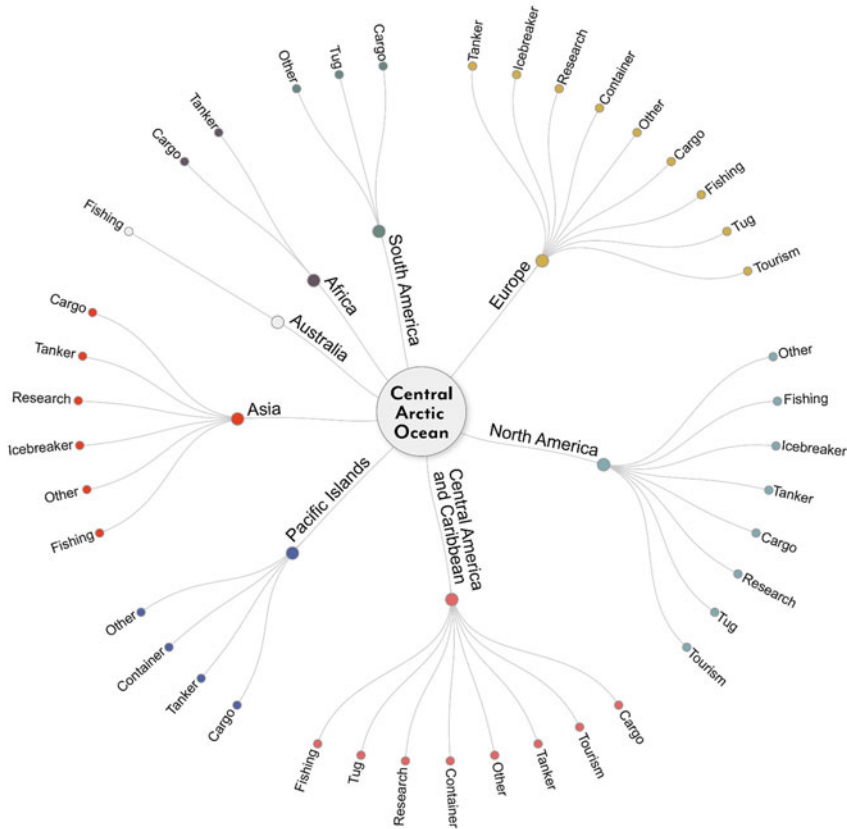 Central
Arctic
Ocean
Europe
Tanker
Icebreaker
Research
Container
Other
Cargo
Fishing
Tug
Tourism
North America
Other
Fishing
Icebreaker
Tanker
Cargo
Research
Tug
Tourism
Central America
and Caribbean
Cargo
Tourism
Tanker
Other
Container
Research
Tug
Fishing
Pacific Islands
Cargo
Tanker
Container
Other
Asia
Fishing
Other
Icebreaker
Research
Tanker
Cargo
Australia
Fishing
Africa
Cargo
Tanker
South America
Other
Tug
Cargo